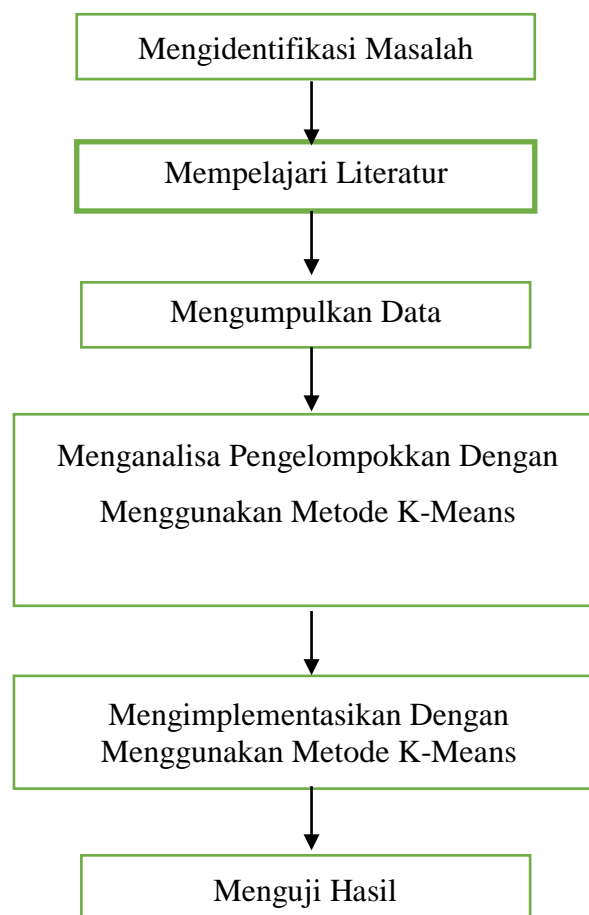 Mengidentifikasi Masalah
Mempelajari Literatur
Mengumpulkan Data
Menganalisa Pengelompokkan Dengan
Menggunakan Metode K-Means
Mengimplementasikan Dengan
Menggunakan Metode K-Means
Menguji Hasil